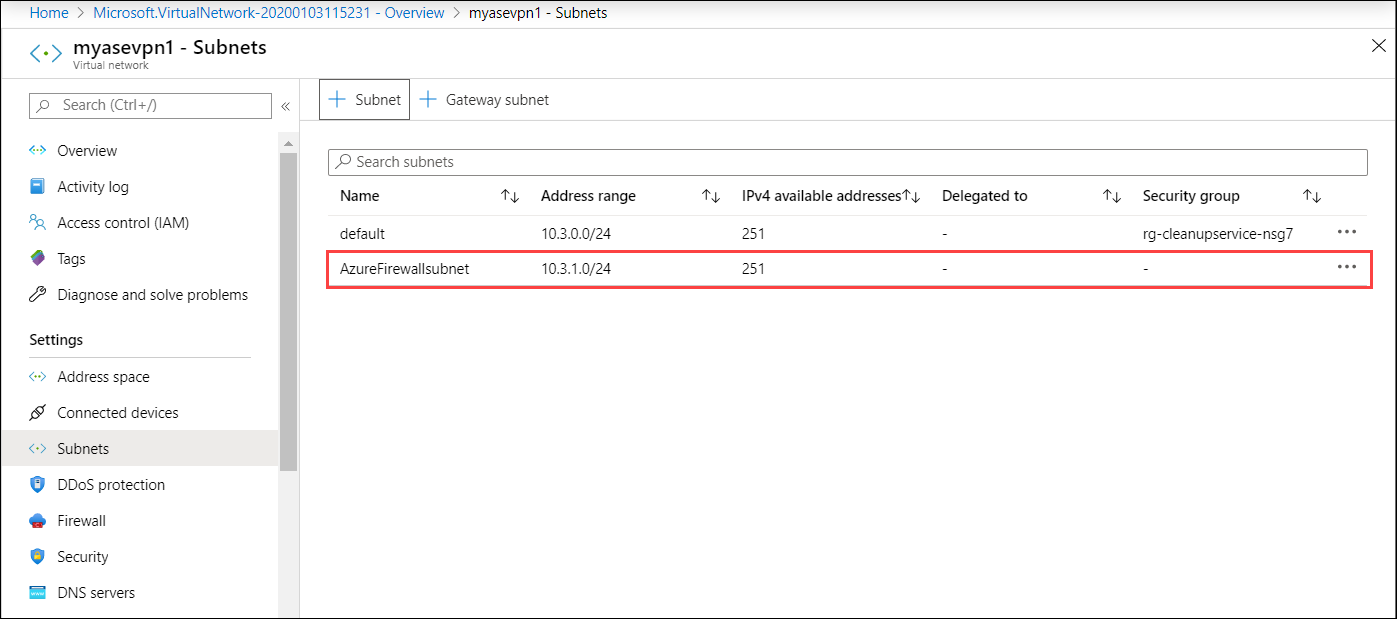 Home > Microsoft.VirtualNetwork-20200103115231 - Overview > myasevpn1 - Subnets
myasevpn1 - Subnets
Virtual network
Search (Ctrl+/)
«
Overview
Activity log
Access control (IAM)
Tags
Diagnose and solve problems
Settings
Address space
Connected devices
Subnets
DDoS protection
Firewall
Security
DNS servers
+ Subnet + Gateway subnet
Search subnets
Name Address range IPv4 available addresses Delegated to Security group
default 10.3.0.0/24 251 - rg-cleanupservice-nsg7
AzureFirewallsubnet 10.3.1.0/24 251 - -